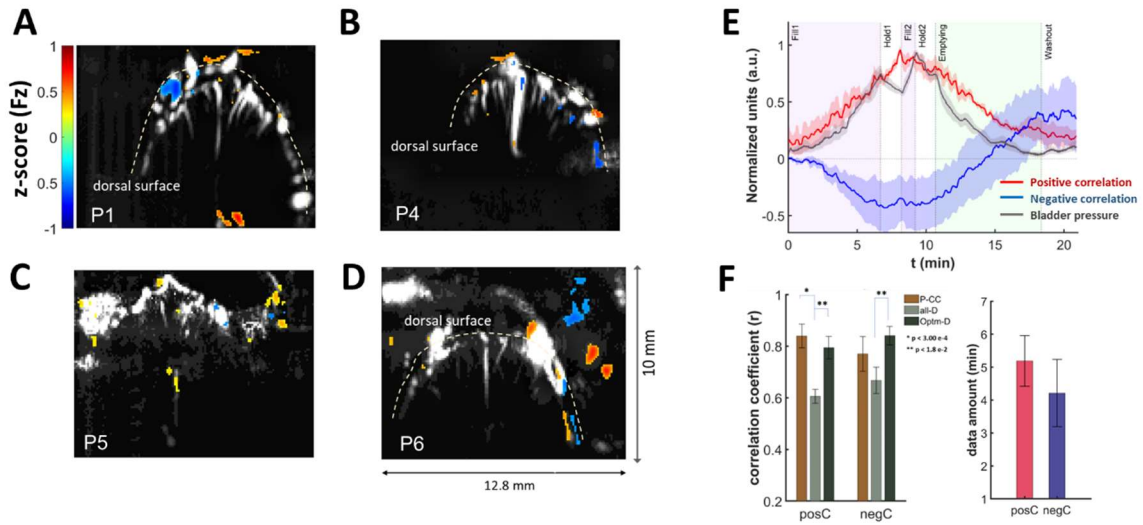 A
B
E
z-score (Fz)
1
0.5
0
0.5
-1
dorsal surface
P1
dorsal surface
P4
C
D
P5
dorsal surface
P6
10 mm
12.8 mm
Normalized units (a.u.)
1
0.5
0
-0.5
Fill1
Hold1
Fill2
Hold2
Emptying
Washout
Positive correlation
Negative correlation
Bladder pressure
0
5
10
15
20
t (min)
F
correlation coefficient (r)
1
0.8
0.6
0.4
0.2
*
**
**
P-CC
all-D
Optm-D
* p < 3.00 e-4
** p < 1.8 e-2
posC
negC
data amount (min)
7
6
5
4
3
2
1
posC
negC